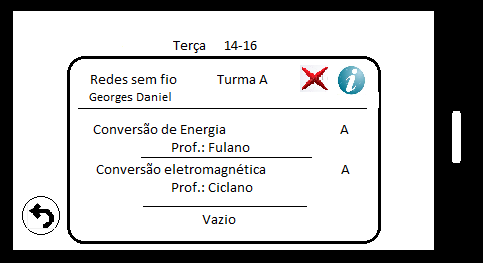 Terça 14-16
Redes sem fio Turma A
Georges Daniel
Conversão de Energia A
Prof.: Fulano
Conversão eletromagnética A
Prof.: Ciclano
Vazio